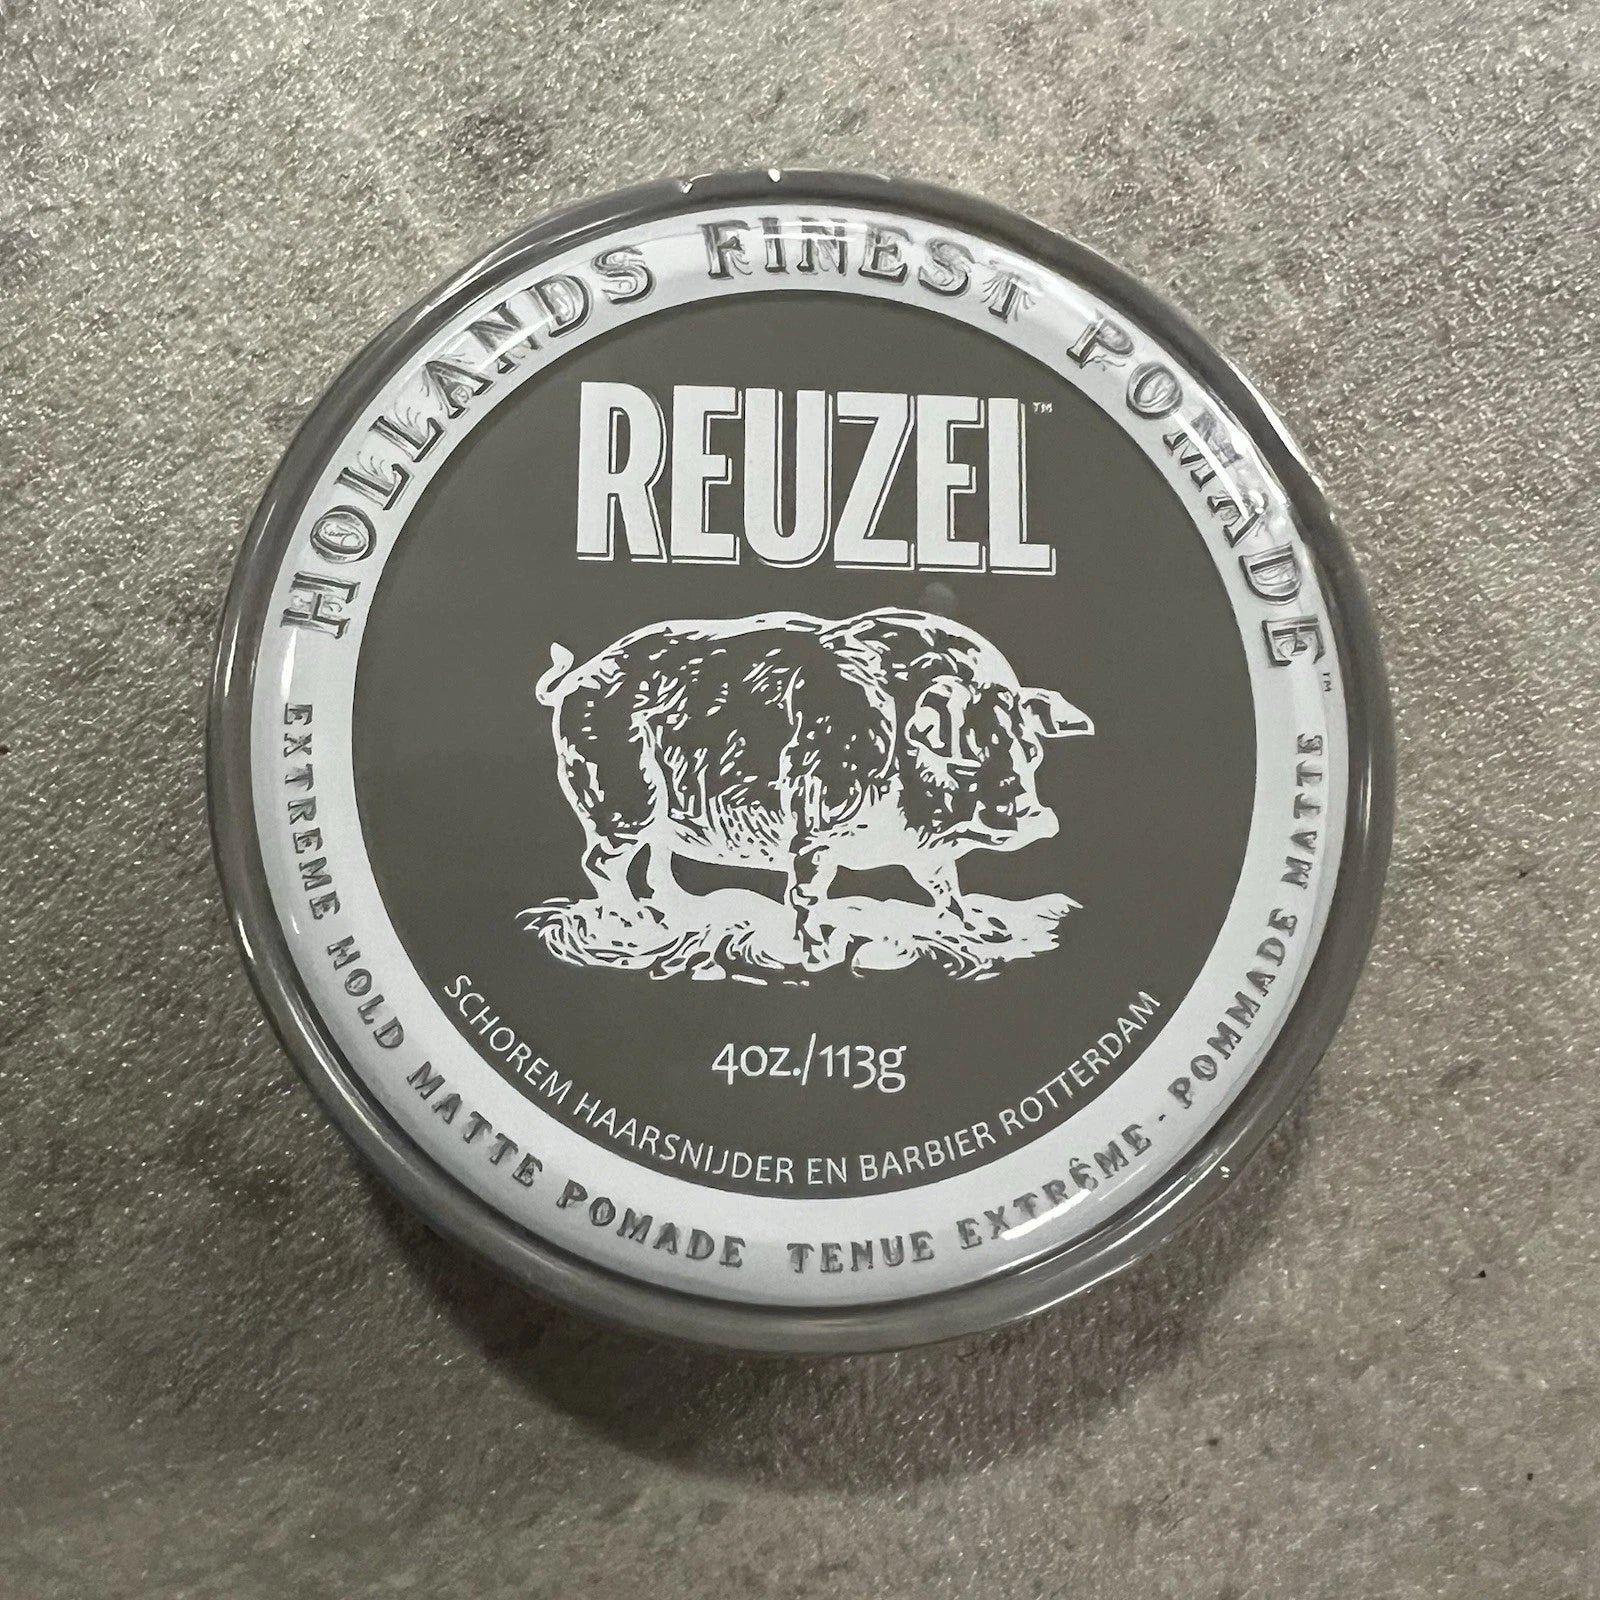 HOLLANDS FINEST POMADE™
REUZEL™
4oz./113g
SCHOREM HAARSNIJDER EN BARBIER ROTTERDAM
EXTREME HOLD MATTE POMADE
TENUE EXTRÊME - POMMADE MATTE